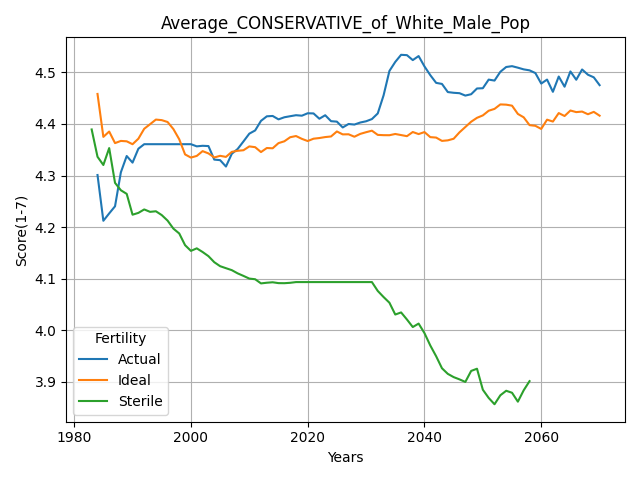 Average_CONSERVATIVE_of_White_Male_Pop
Score(1-7)
4.5
4.4
4.3
4.2
4.1
4.0
3.9
Fertility
Actual
Ideal
Sterile
1980 2000 2020 2040 2060
Years